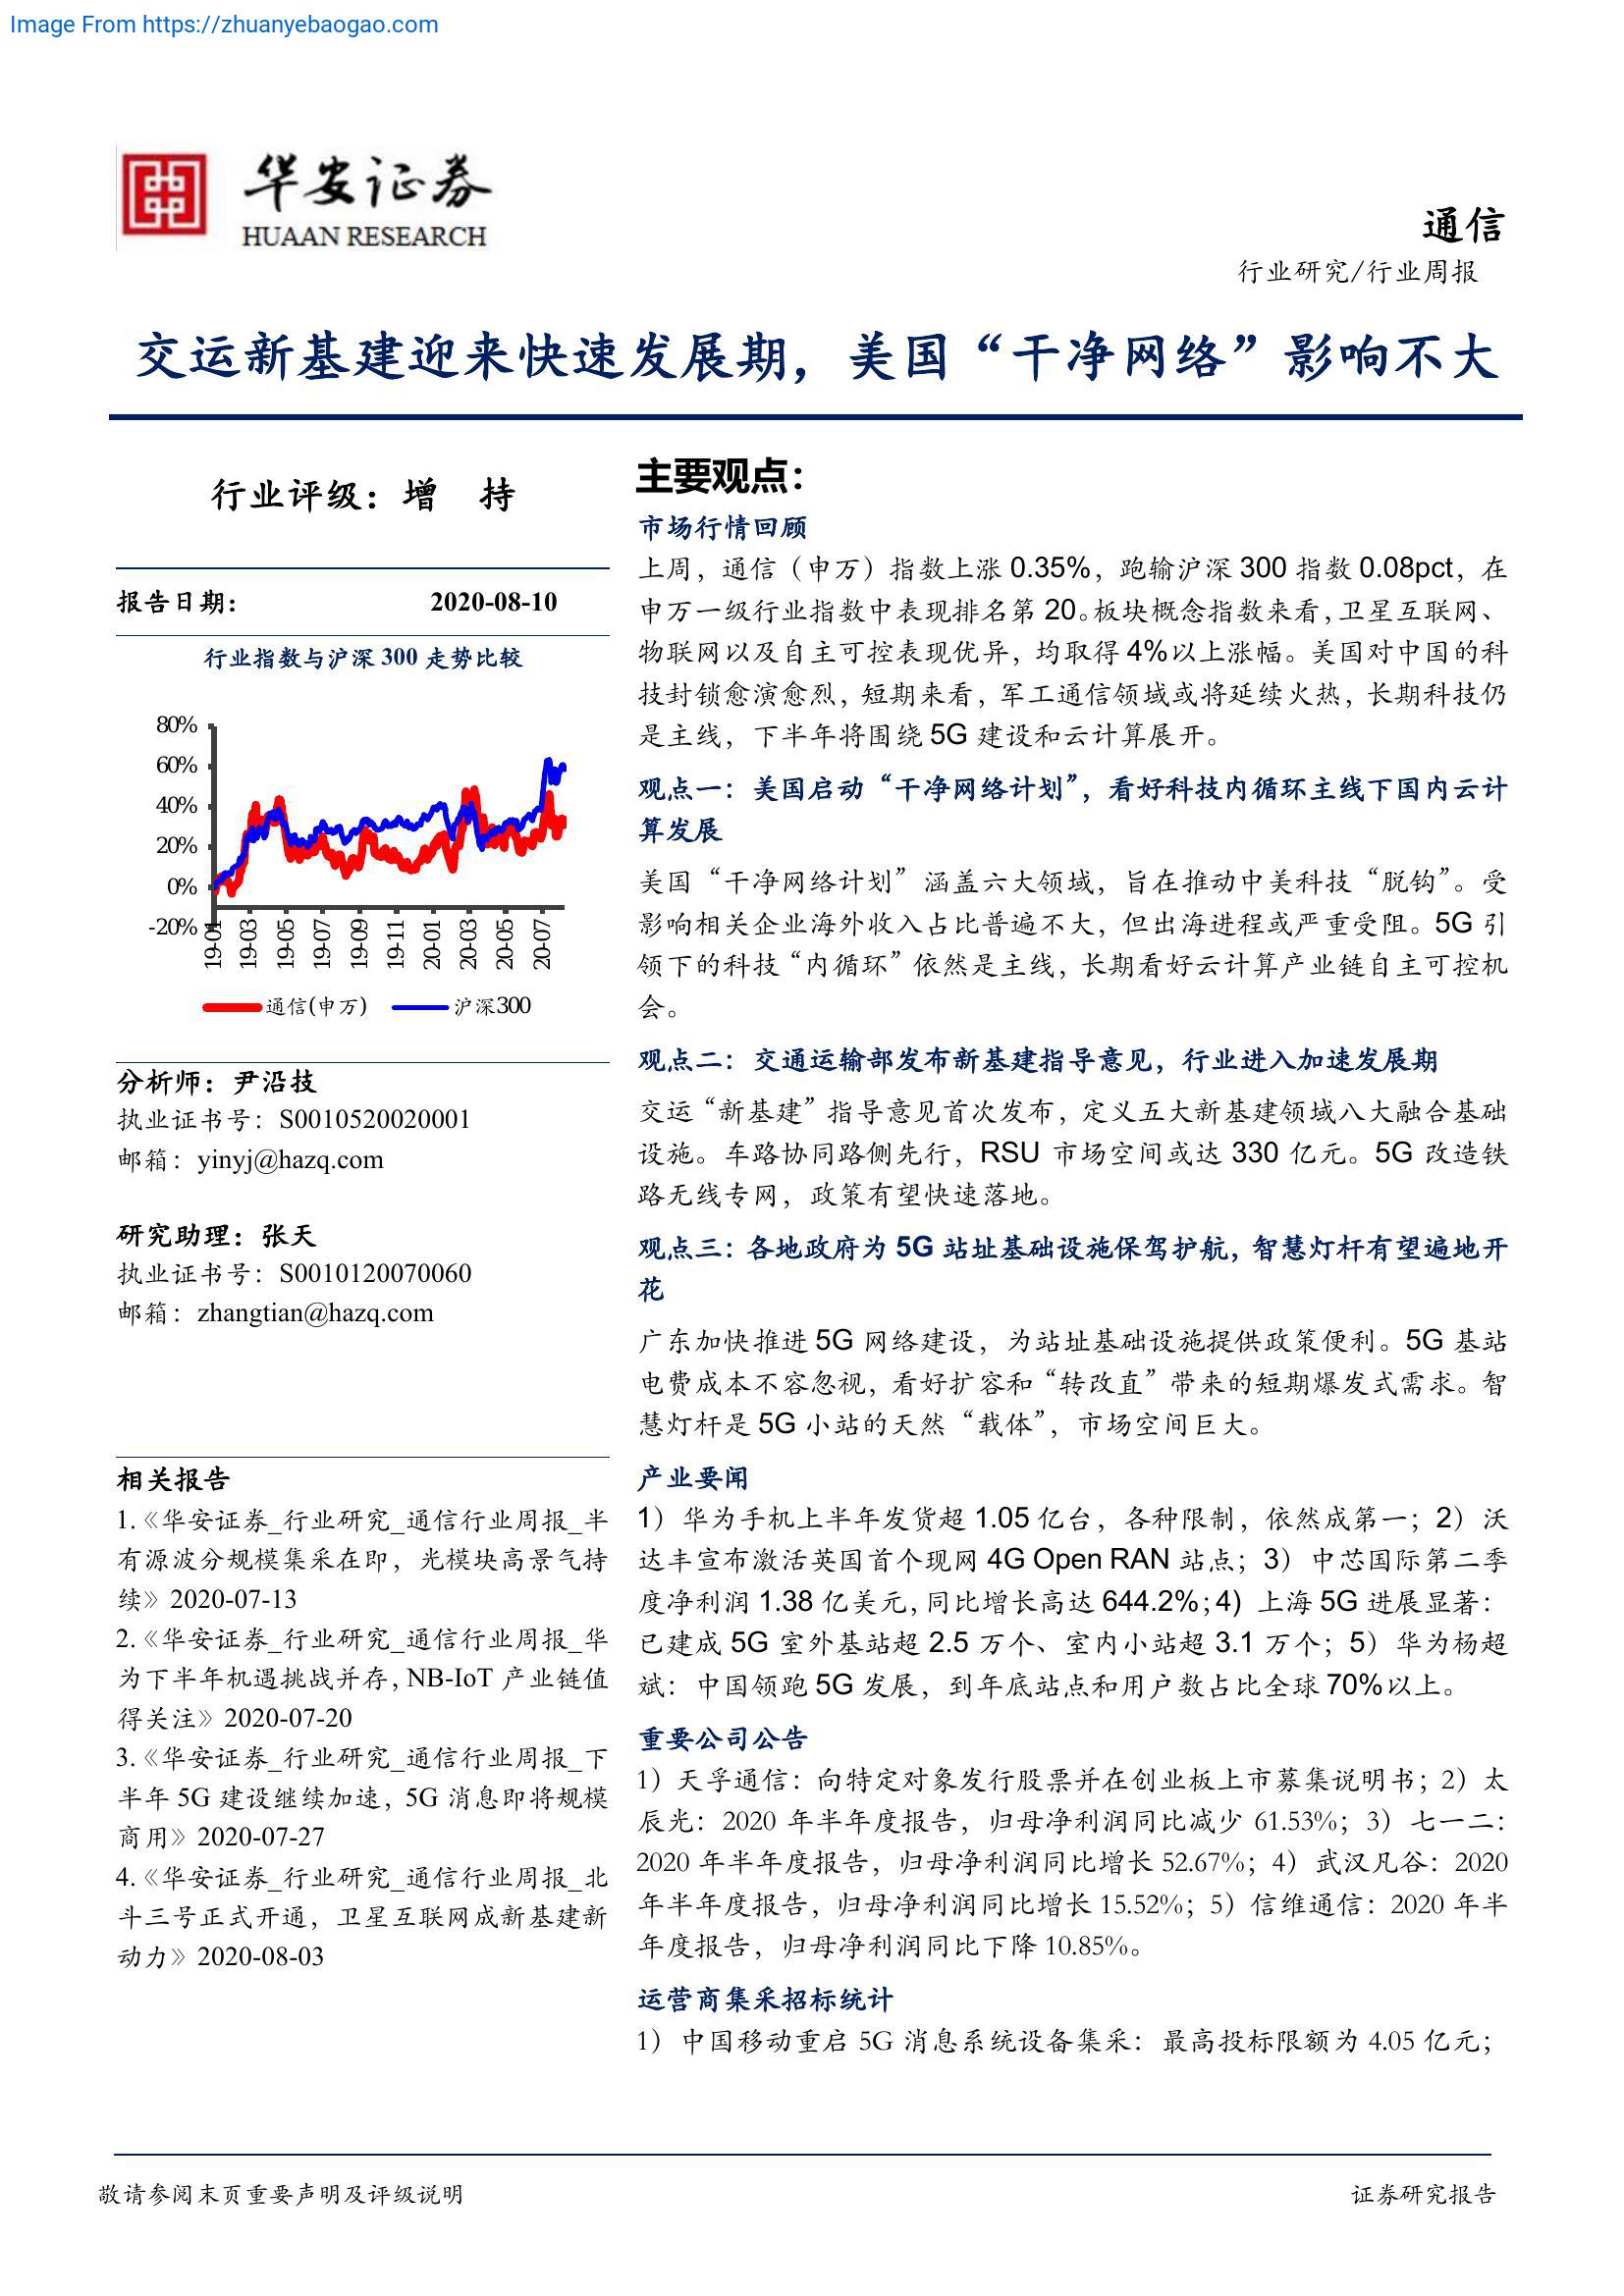 Image From https://zhuanyebaogao.com
华安证券
HUAAN RESEARCH
通信
行业研究/行业周报
交运新基建迎来快速发展期，美国“干净网络”影响不大
行业评级：增 持
报告日期： 2020-08-10
行业指数与沪深 300 走势比较
80%
60%
40%
20%
0%
-20%
19-01
19-03
19-05
19-07
19-09
19-11
20-01
20-03
20-05
20-07
通信(申万)
沪深300
分析师：尹沿技
执业证书号：S0010520020001
邮箱：yinyj@hazq.com
研究助理：张天
执业证书号：S0010120070060
邮箱：zhangtian@hazq.com
相关报告
1.《华安证券_行业研究_通信行业周报_半
有源波分规模集采在即，光模块高景气持
续》2020-07-13
2.《华安证券_行业研究_通信行业周报_华
为下半年机遇挑战并存，NB-IoT 产业链值
得关注》2020-07-20
3.《华安证券_行业研究_通信行业周报_下
半年 5G 建设继续加速，5G 消息即将规模
商用》2020-07-27
4.《华安证券_行业研究_通信行业周报_北
斗三号正式开通，卫星互联网成新基建新
动力》2020-08-03
主要观点：
市场行情回顾
上周，通信（申万）指数上涨 0.35%，跑输沪深 300 指数 0.08pct，在
申万一级行业指数中表现排名第 20。板块概念指数来看，卫星互联网、
物联网以及自主可控表现优异，均取得 4%以上涨幅。美国对中国的科
技封锁愈演愈烈，短期来看，军工通信领域或将延续火热，长期科技仍
是主线，下半年将围绕 5G 建设和云计算展开。
观点一：美国启动“干净网络计划”，看好科技内循环主线下国内云计
算发展
美国“干净网络计划”涵盖六大领域，旨在推动中美科技“脱钩”。受
影响相关企业海外收入占比普遍不大，但出海进程或严重受阻。5G 引
领下的科技“内循环”依然是主线，长期看好云计算产业链自主可控机
会。
观点二：交通运输部发布新基建指导意见，行业进入加速发展期
交运“新基建”指导意见首次发布，定义五大新基建领域八大融合基础
设施。车路协同路侧先行，RSU 市场空间或达 330 亿元。5G 改造铁
路无线专网，政策有望快速落地。
观点三：各地政府为 5G 站址基础设施保驾护航，智慧灯杆有望遍地开
花
广东加快推进 5G 网络建设，为站址基础设施提供政策便利。5G 基站
电费成本不容忽视，看好扩容和“转改直”带来的短期爆发式需求。智
慧灯杆是 5G 小站的天然“载体”，市场空间巨大。
产业要闻
1）华为手机上半年发货超 1.05 亿台，各种限制，依然成第一；2）沃
达丰宣布激活英国首个现网 4G Open RAN 站点；3）中芯国际第二季
度净利润 1.38 亿美元，同比增长高达 644.2%；4）上海 5G 进展显著：
已建成 5G 室外基站超 2.5 万个、室内小站超 3.1 万个；5）华为杨超
斌：中国领跑 5G 发展，到年底站点和用户数占比全球 70%以上。
重要公司公告
1）天孚通信：向特定对象发行股票并在创业板上市募集说明书；2）太
辰光：2020 年半年度报告，归母净利润同比减少 61.53%；3）七一二：
2020 年半年度报告，归母净利润同比增长 52.67%；4）武汉凡谷：2020
年半年度报告，归母净利润同比增长 15.52%；5）信维通信：2020 年半
年度报告，归母净利润同比下降 10.85%。
运营商集采招标统计
1）中国移动重启 5G 消息系统设备集采：最高投标限额为 4.05 亿元；
敬请参阅末页重要声明及评级说明
证券研究报告